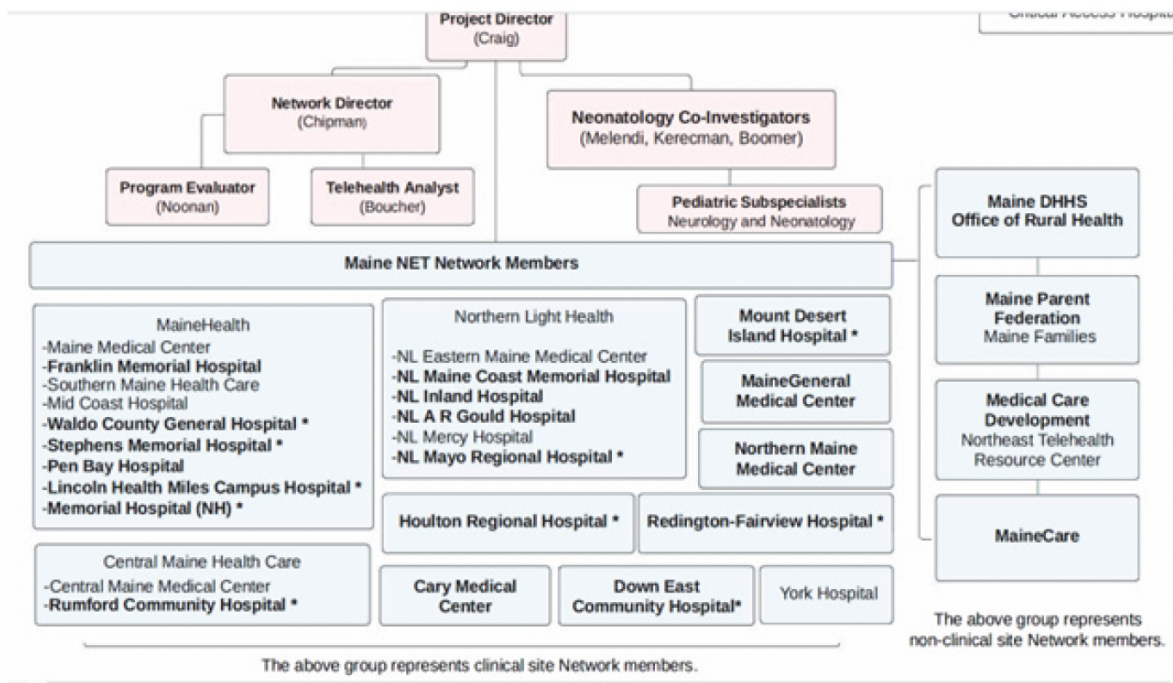 Project Director
(Craig)
Critical Access Hospital
Network Director
(Chipman)
Neonatology Co-Investigators
(Melendi, Kerecman, Boomer)
Program Evaluator
(Noonan)
Telehealth Analyst
(Boucher)
Pediatric Subspecialists
Neurology and Neonatology
Maine NET Network Members
MaineHealth
-Maine Medical Center
-Franklin Memorial Hospital
-Southern Maine Health Care
-Mid Coast Hospital
-Waldo County General Hospital *
-Stephens Memorial Hospital *
-Pen Bay Hospital
-Lincoln Health Miles Campus Hospital *
-Memorial Hospital (NH) *
Northern Light Health
-NL Eastern Maine Medical Center
-NL Maine Coast Memorial Hospital
-NL Inland Hospital
-NL A R Gould Hospital
-NL Mercy Hospital
-NL Mayo Regional Hospital *
Mount Desert
Island Hospital *
MaineGeneral
Medical Center
Northern Maine
Medical Center
Houlton Regional Hospital *
Redington-Fairview Hospital *
Central Maine Health Care
-Central Maine Medical Center
-Rumford Community Hospital *
Cary Medical
Center
Down East
Community Hospital*
York Hospital
The above group represents clinical site Network members.
Maine DHHS
Office of Rural Health
Maine Parent
Federation
Maine Families
Medical Care
Development
Northeast Telehealth
Resource Center
MaineCare
The above group represents
non-clinical site Network members.